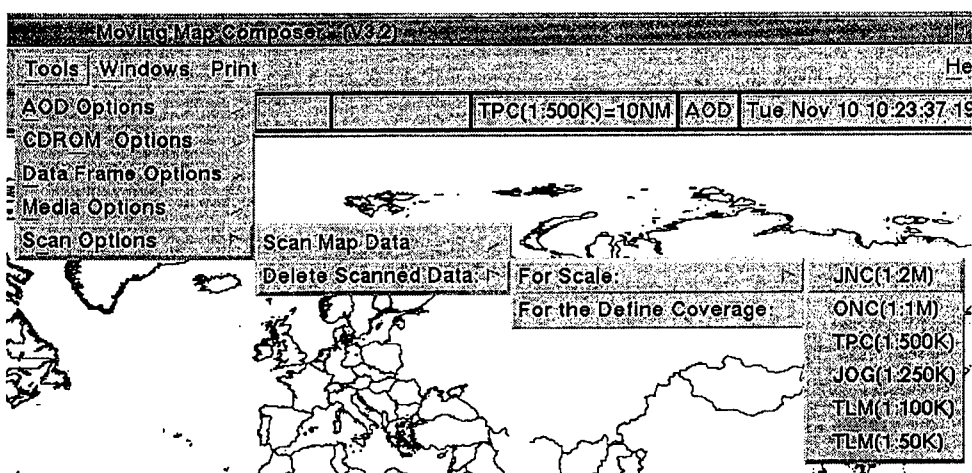 Moving Map Composer (V3.2)
Tools Windows Print He
AOD Options TPC(1:500K)=10NM AOD Tue Nov 10 10:23:37 19
CDROM Options
Data Frame Options
Media Options
Scan Options Scan Map Data
Delete Scanned Data: For Scale: JNC(1:2M)
For the Define Coverage: ONC(1:1M)
TPC(1:500K)
JOG(1:250K)
TLM(1:100K)
TLM(1:50K)